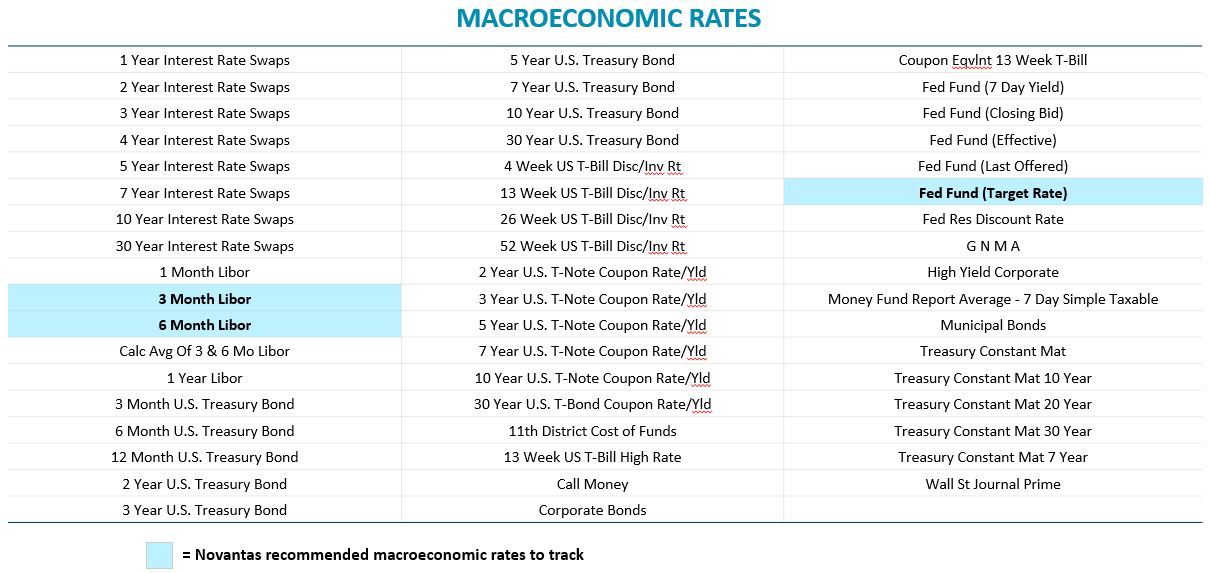 MACROECONOMIC RATES
1 Year Interest Rate Swaps 5 Year U.S. Treasury Bond Coupon Eqvlnt 13 Week T-Bill
2 Year Interest Rate Swaps 7 Year U.S. Treasury Bond Fed Fund (7 Day Yield)
3 Year Interest Rate Swaps 10 Year U.S. Treasury Bond Fed Fund (Closing Bid)
4 Year Interest Rate Swaps 30 Year U.S. Treasury Bond Fed Fund (Effective)
5 Year Interest Rate Swaps 4 Week US T-Bill Disc/Inv Rt Fed Fund (Last Offered)
7 Year Interest Rate Swaps 13 Week US T-Bill Disc/Inv Rt Fed Fund (Target Rate)
10 Year Interest Rate Swaps 26 Week US T-Bill Disc/Inv Rt Fed Res Discount Rate
30 Year Interest Rate Swaps 52 Week US T-Bill Disc/Inv Rt G N M A
1 Month Libor 2 Year U.S. T-Note Coupon Rate/Yld High Yield Corporate
3 Month Libor 3 Year U.S. T-Note Coupon Rate/Yld Money Fund Report Average - 7 Day Simple Taxable
6 Month Libor 5 Year U.S. T-Note Coupon Rate/Yld Municipal Bonds
Calc Avg Of 3 & 6 Mo Libor 7 Year U.S. T-Note Coupon Rate/Yld Treasury Constant Mat
1 Year Libor 10 Year U.S. T-Note Coupon Rate/Yld Treasury Constant Mat 10 Year
3 Month U.S. Treasury Bond 30 Year U.S. T-Bond Coupon Rate/Yld Treasury Constant Mat 20 Year
6 Month U.S. Treasury Bond 11th District Cost of Funds Treasury Constant Mat 30 Year
12 Month U.S. Treasury Bond 13 Week US T-Bill High Rate Treasury Constant Mat 7 Year
2 Year U.S. Treasury Bond Call Money Wall St Journal Prime
3 Year U.S. Treasury Bond Corporate Bonds
= Novantas recommended macroeconomic rates to track